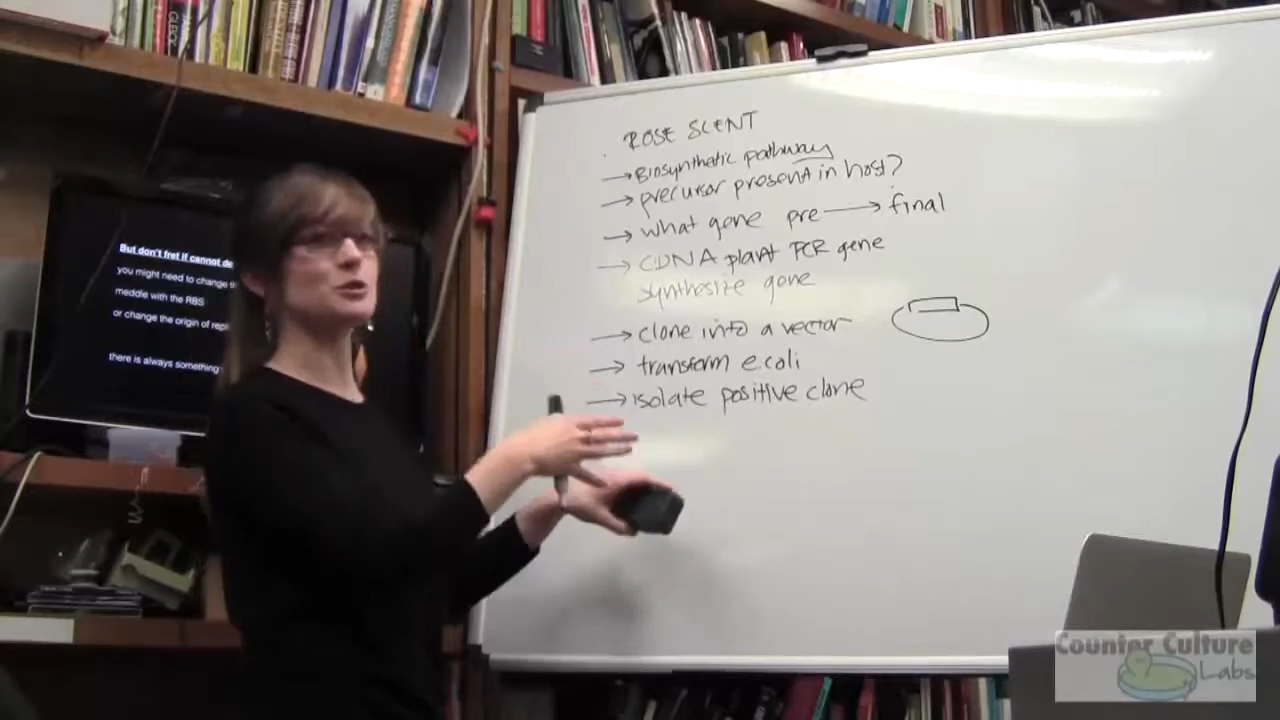 ROSE SCENT
→ Biosynthetic pathway
→ precursor present in host?
→ what gene pre → final
→ CDNA plant PCR gene
synthesize gene
→ clone into a vector
→ transform e coli
→ isolate positive clone
But don't fret if cannot de
you might need to change th
meddle with the RBS
or change the origin of repl
there is always something
Counter Culture
Labs